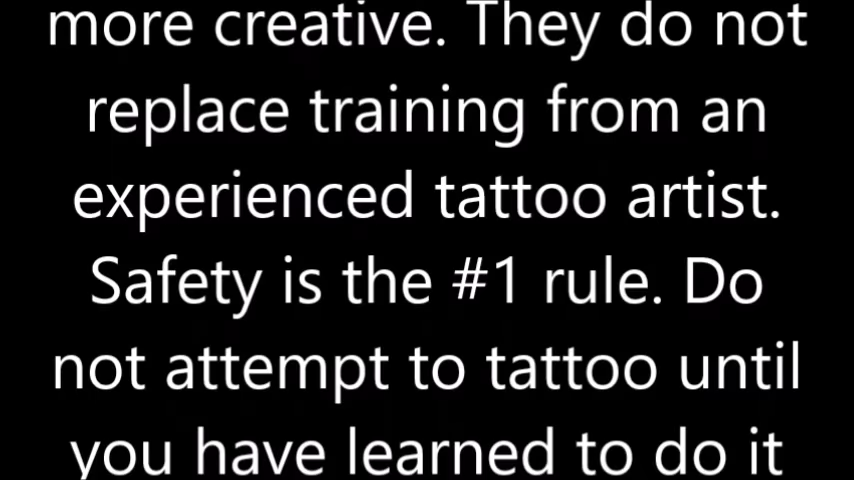 more creative. They do not
replace training from an
experienced tattoo artist.
Safety is the #1 rule. Do
not attempt to tattoo until
you have learned to do it